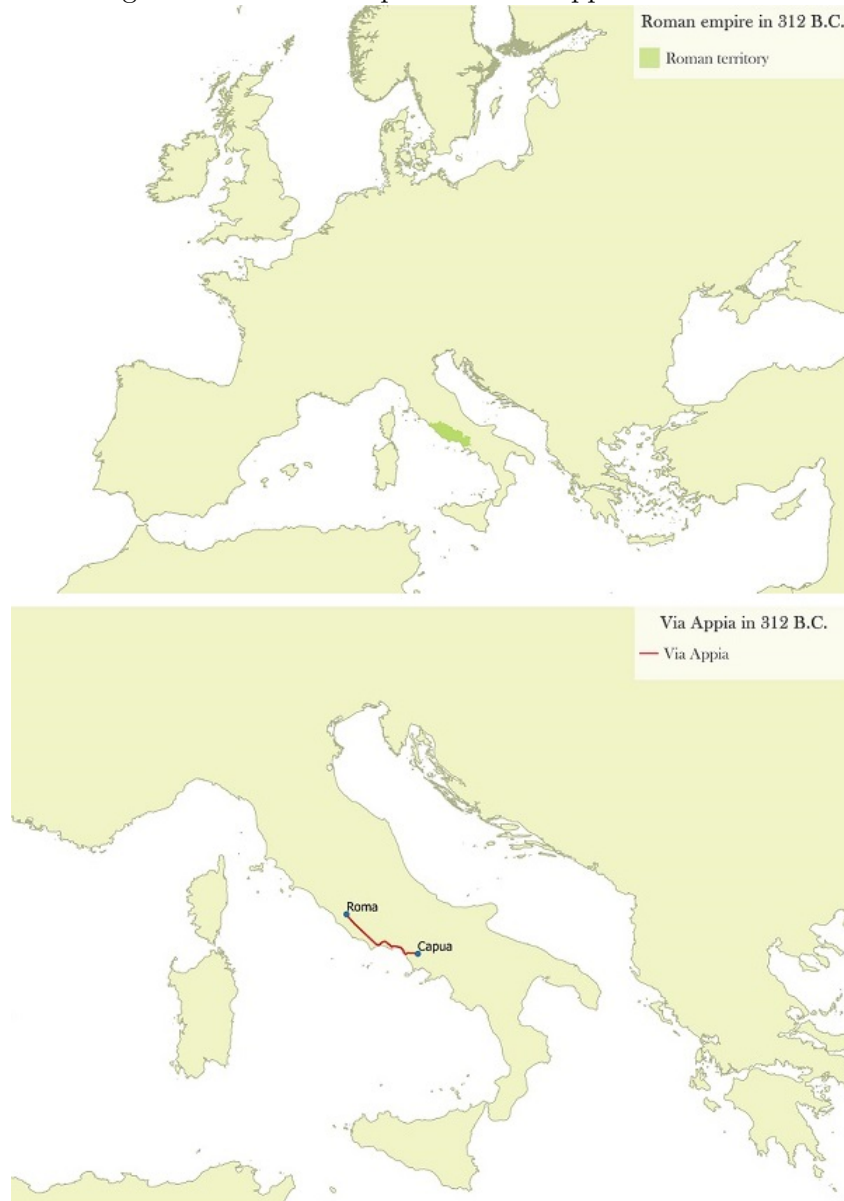 Roman empire in 312 B.C.
Roman territory
Via Appia in 312 B.C.
Via Appia
Roma
Capua